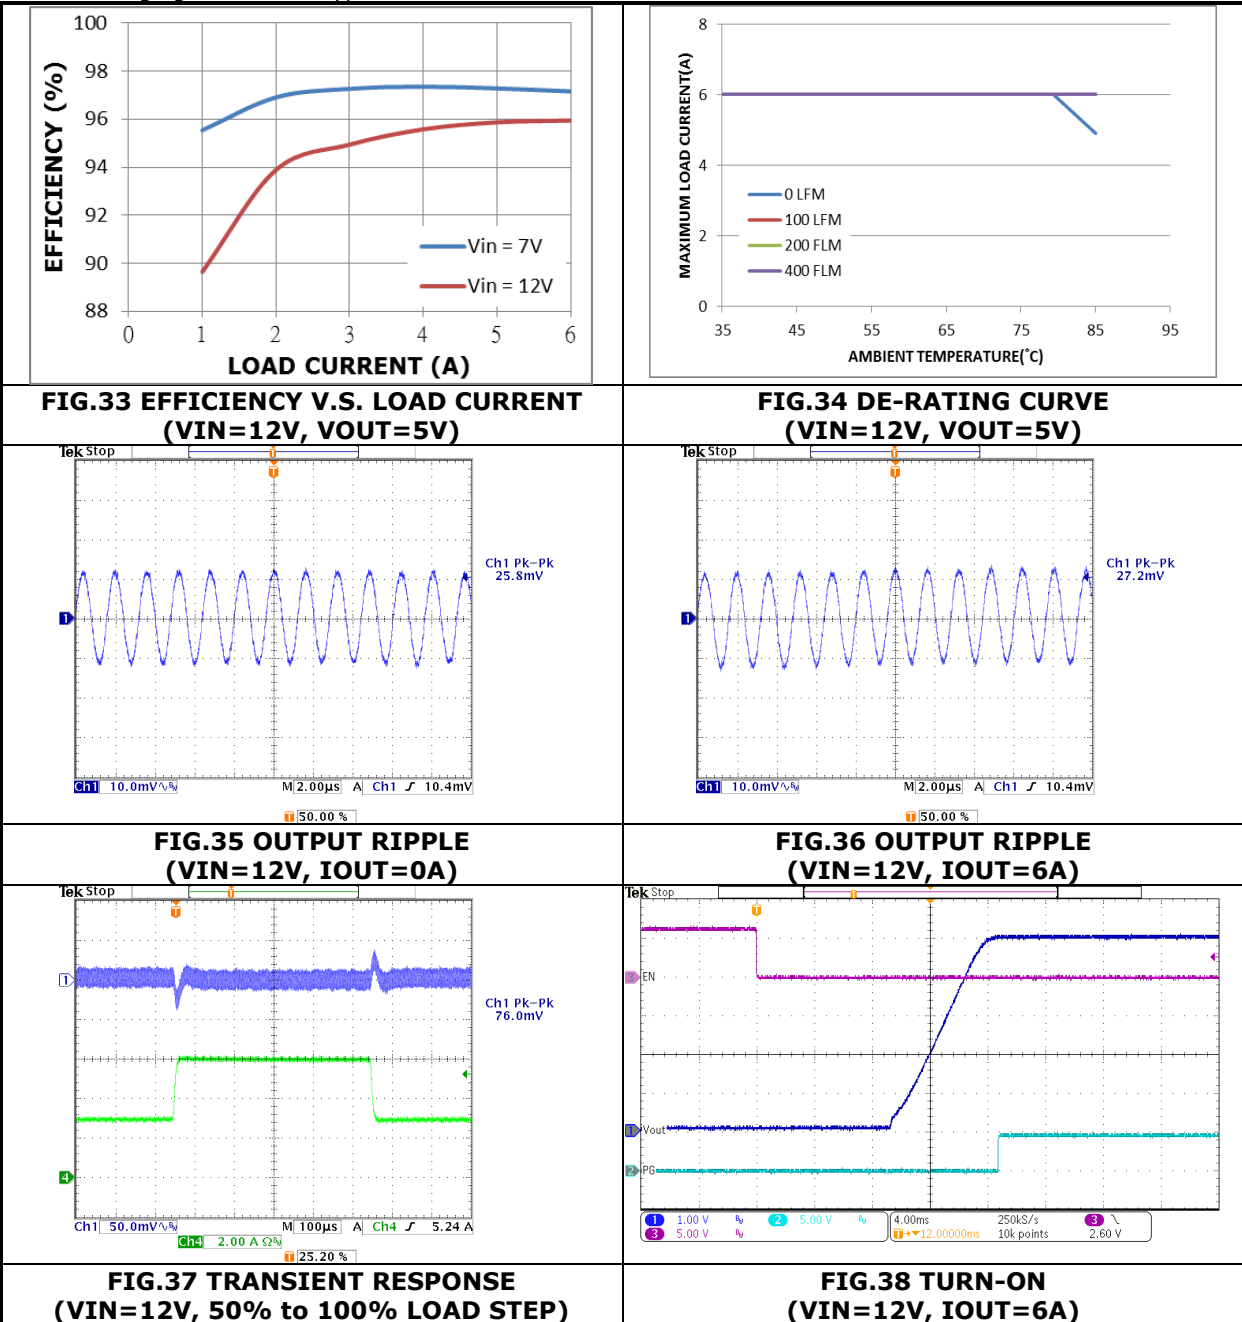 100
98
96
94
92
90
88
EFFICIENCY (%)
Vin = 7V
Vin = 12V
0 1 2 3 4 5 6
LOAD CURRENT (A)
8
6
4
2
0
MAXIMUM LOAD CURRENT(A)
0 LFM
100 LFM
200 FLM
400 FLM
35 45 55 65 75 85 95
AMBIENT TEMPERATURE(°C)
FIG.33 EFFICIENCY V.S. LOAD CURRENT
(VIN=12V, VOUT=5V)
FIG.34 DE-RATING CURVE
(VIN=12V, VOUT=5V)
Tek Stop
T
T
1
Ch1 Pk-Pk
25.8mV
Ch1 10.0mV∿ M 2.00µs A Ch1 ∫ 10.4mV
T 50.00 %
Tek Stop
T
T
1
Ch1 Pk-Pk
27.2mV
Ch1 10.0mV∿ M 2.00µs A Ch1 ∫ 10.4mV
T 50.00 %
FIG.35 OUTPUT RIPPLE
(VIN=12V, IOUT=0A)
FIG.36 OUTPUT RIPPLE
(VIN=12V, IOUT=6A)
Tek Stop
T
T
1
Ch1 Pk-Pk
76.0mV
4
Ch1 50.0mV∿ M 100µs A Ch4 ∫ 5.24 A
Ch4 2.00 A Ω
T 25.20 %
Tek Stop
T
T
3 EN
1 Vout
2 PG
1 1.00 V 2 5.00 V 4.00ms 250kS/s 3 \
3 5.00 V T→▼12.00000ms 10k points 2.60 V
FIG.37 TRANSIENT RESPONSE
(VIN=12V, 50% to 100% LOAD STEP)
FIG.38 TURN-ON
(VIN=12V, IOUT=6A)